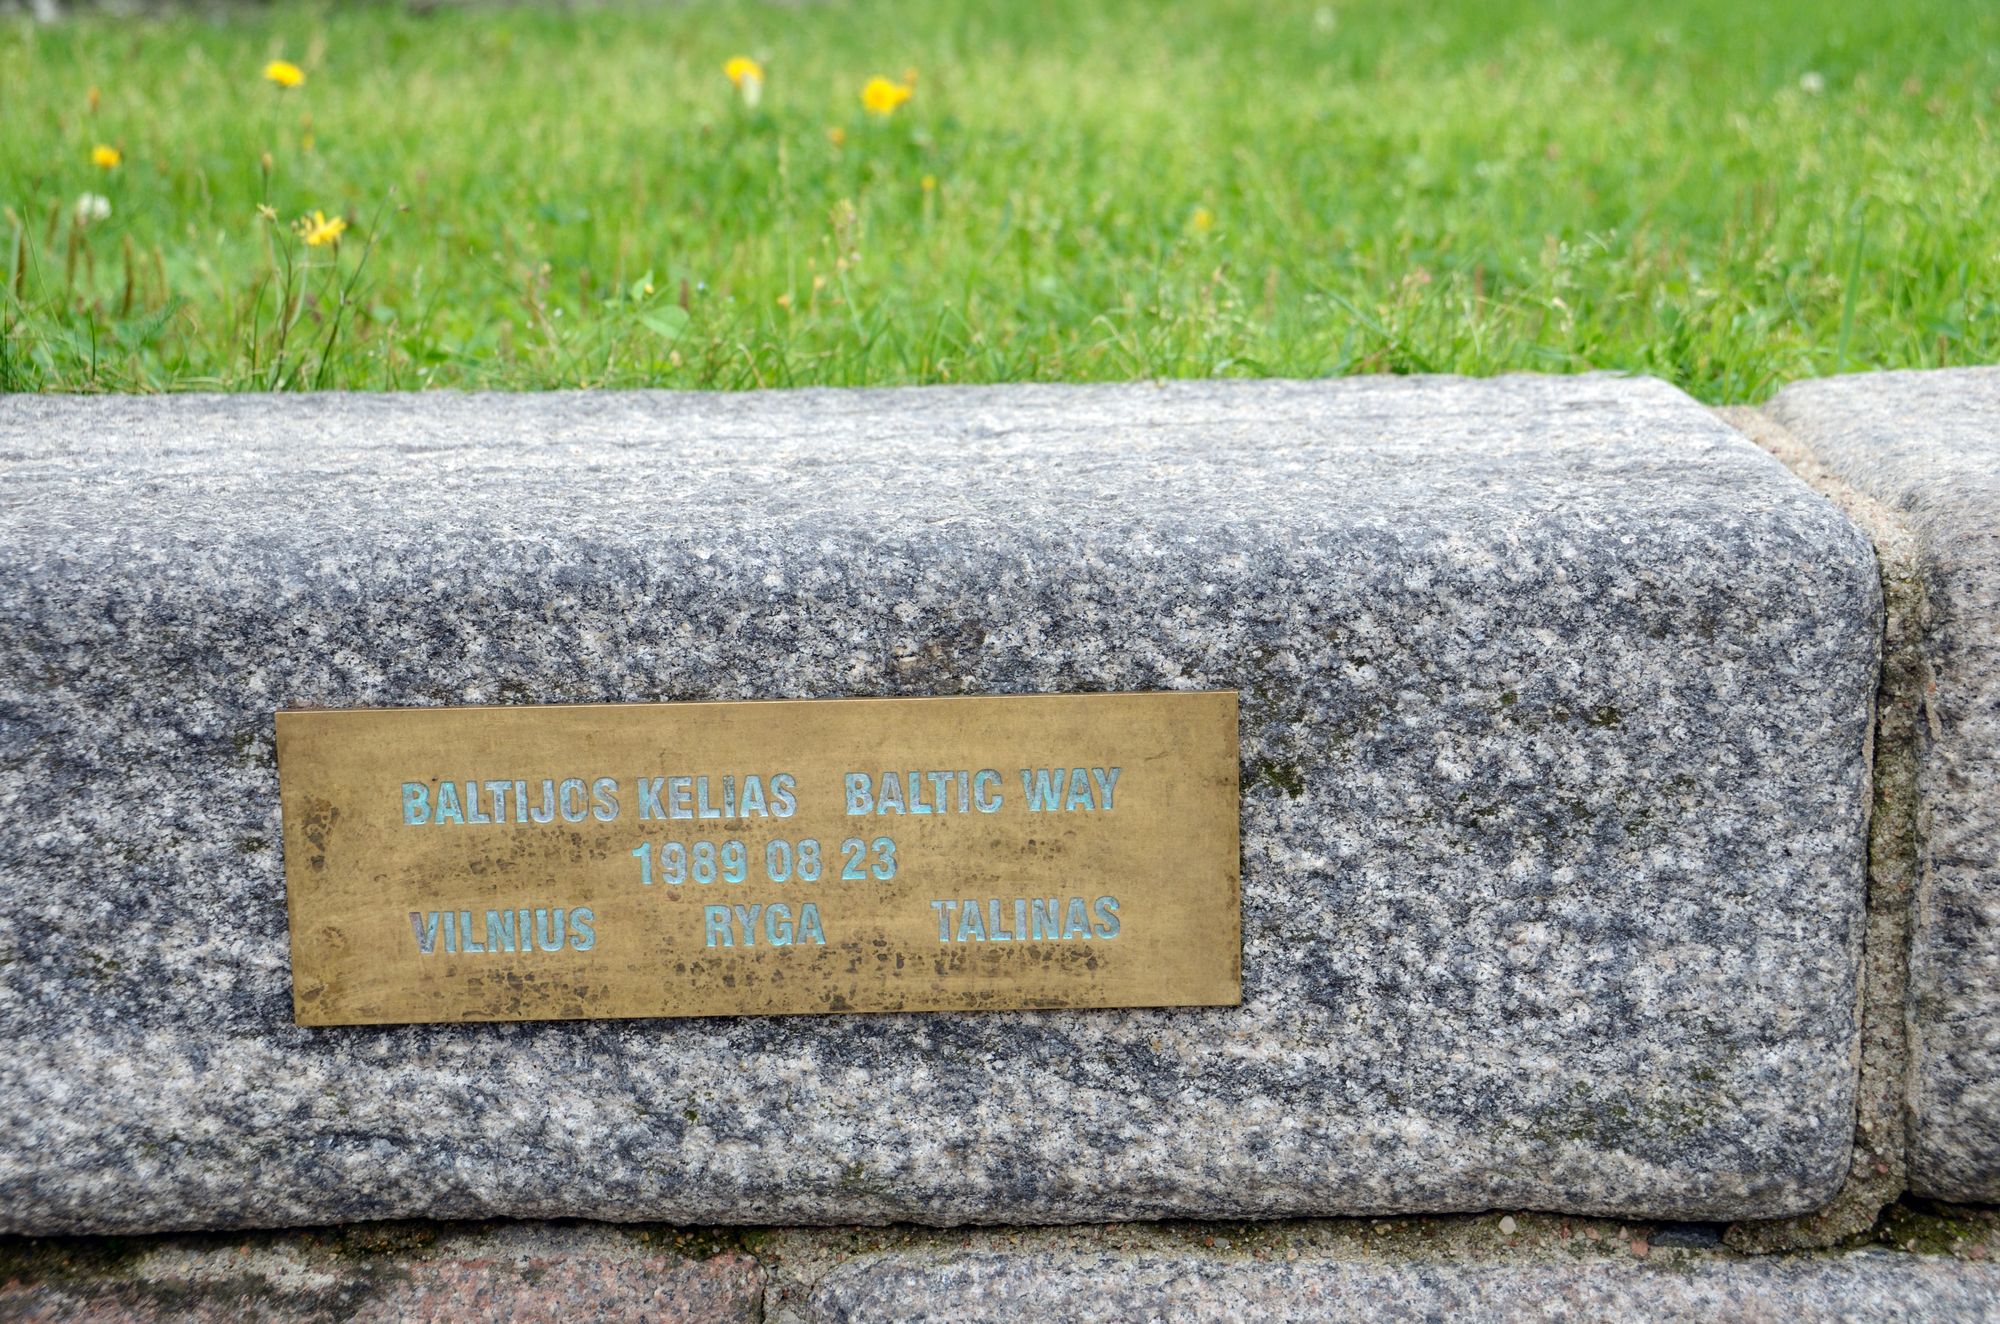 BALTIJOS KELIAS BALTIC WAY
1989 08 23
VILNIUS RYGA TALINAS